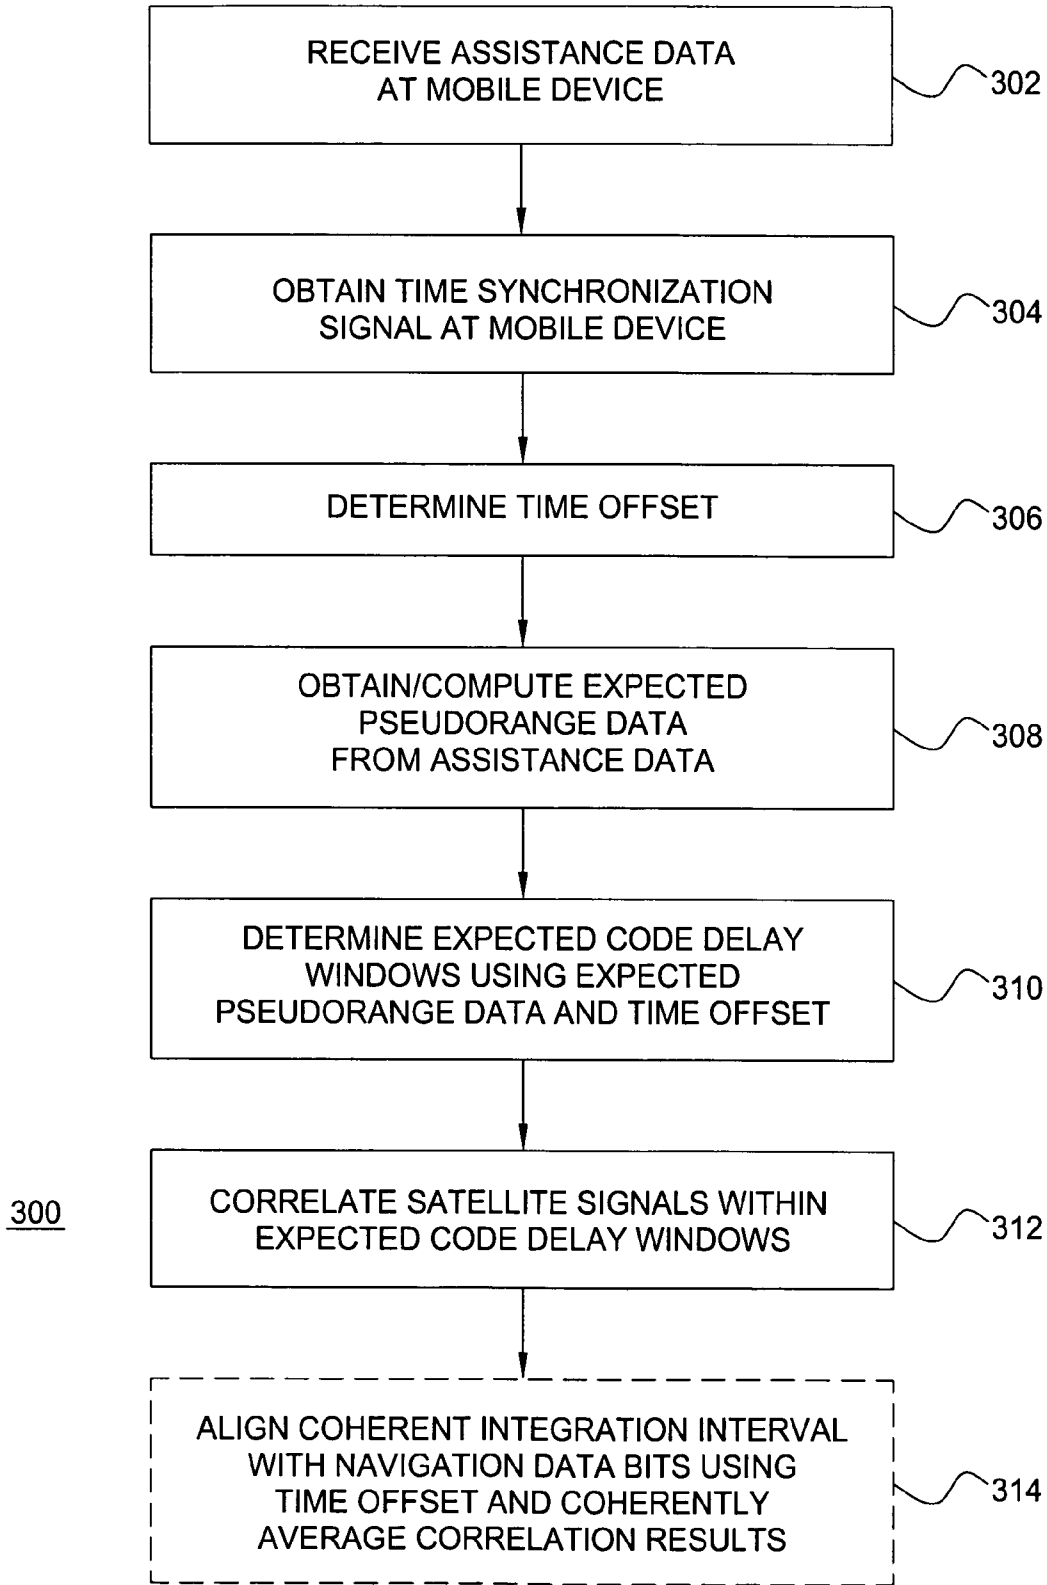 RECEIVE ASSISTANCE DATA
AT MOBILE DEVICE
302
OBTAIN TIME SYNCHRONIZATION
SIGNAL AT MOBILE DEVICE
304
DETERMINE TIME OFFSET
306
OBTAIN/COMPUTE EXPECTED
PSEUDORANGE DATA
FROM ASSISTANCE DATA
308
DETERMINE EXPECTED CODE DELAY
WINDOWS USING EXPECTED
PSEUDORANGE DATA AND TIME OFFSET
310
300
CORRELATE SATELLITE SIGNALS WITHIN
EXPECTED CODE DELAY WINDOWS
312
ALIGN COHERENT INTEGRATION INTERVAL
WITH NAVIGATION DATA BITS USING
TIME OFFSET AND COHERENTLY
AVERAGE CORRELATION RESULTS
314